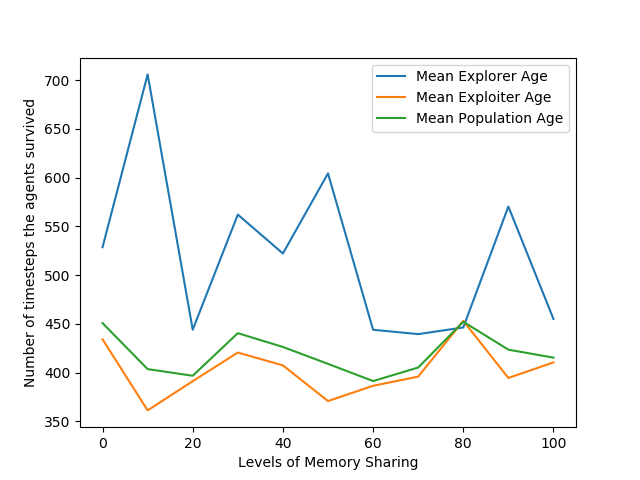 Mean Explorer Age
Mean Exploiter Age
Mean Population Age
700
650
600
550
500
450
400
350
Number of timesteps the agents survived
0 20 40 60 80 100
Levels of Memory Sharing